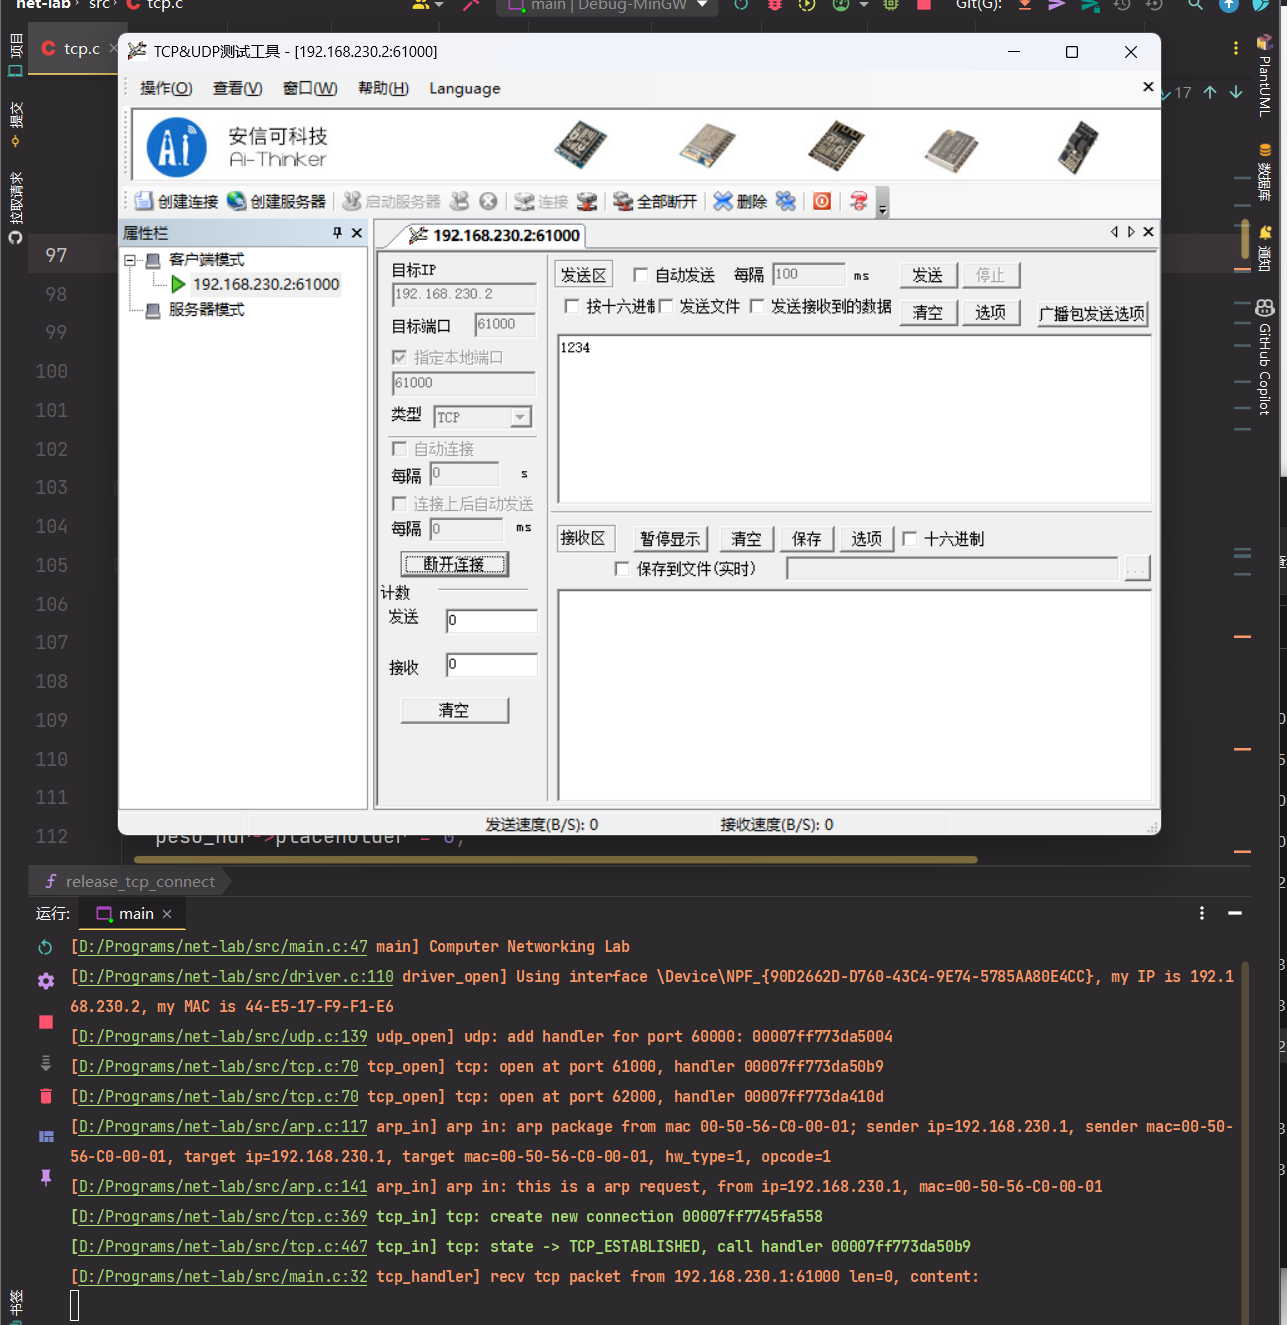 net-lab › src › tcp.c
main | Debug-MinGW
Git(G):
项目
提交
拉取请求
书签
tcp.c
17
PlantUML
数据库
通知
GitHub Copilot
TCP&UDP测试工具 - [192.168.230.2:61000]
操作(O) 查看(V) 窗口(W) 帮助(H) Language
Ai
安信可科技
Ai-Thinker
创建连接 创建服务器 启动服务器 连接 全部断开 删除
属性栏
客户端模式
192.168.230.2:61000
服务器模式
192.168.230.2:61000
目标IP
192.168.230.2
目标端口 61000
指定本地端口
61000
类型 TCP
自动连接
每隔 0 s
连接上后自动发送
每隔 0 ms
断开连接
计数
发送 0
接收 0
清空
发送区 自动发送 每隔 100 ms 发送 停止
按十六进制 发送文件 发送接收到的数据 清空 选项 广播包发送选项
1234
接收区 暂停显示 清空 保存 选项 十六进制
保存到文件(实时) ...
发送速度(B/S): 0 接收速度(B/S): 0
97
98
99
100
101
102
103
104
105
106
107
108
109
110
111
112 peso_hdr->placeholder = 0;
release_tcp_connect
运行: main
[D:/Programs/net-lab/src/main.c:47 main] Computer Networking Lab
[D:/Programs/net-lab/src/driver.c:110 driver_open] Using interface \Device\NPF_{90D2662D-D760-43C4-9E74-5785AA80E4CC}, my IP is 192.1
68.230.2, my MAC is 44-E5-17-F9-F1-E6
[D:/Programs/net-lab/src/udp.c:139 udp_open] udp: add handler for port 60000: 00007ff773da5004
[D:/Programs/net-lab/src/tcp.c:70 tcp_open] tcp: open at port 61000, handler 00007ff773da50b9
[D:/Programs/net-lab/src/tcp.c:70 tcp_open] tcp: open at port 62000, handler 00007ff773da410d
[D:/Programs/net-lab/src/arp.c:117 arp_in] arp in: arp package from mac 00-50-56-C0-00-01; sender ip=192.168.230.1, sender mac=00-50-
56-C0-00-01, target ip=192.168.230.1, target mac=00-50-56-C0-00-01, hw_type=1, opcode=1
[D:/Programs/net-lab/src/arp.c:141 arp_in] arp in: this is a arp request, from ip=192.168.230.1, mac=00-50-56-C0-00-01
[D:/Programs/net-lab/src/tcp.c:369 tcp_in] tcp: create new connection 00007ff7745fa558
[D:/Programs/net-lab/src/tcp.c:467 tcp_in] tcp: state -> TCP_ESTABLISHED, call handler 00007ff773da50b9
[D:/Programs/net-lab/src/main.c:32 tcp_handler] recv tcp packet from 192.168.230.1:61000 len=0, content: